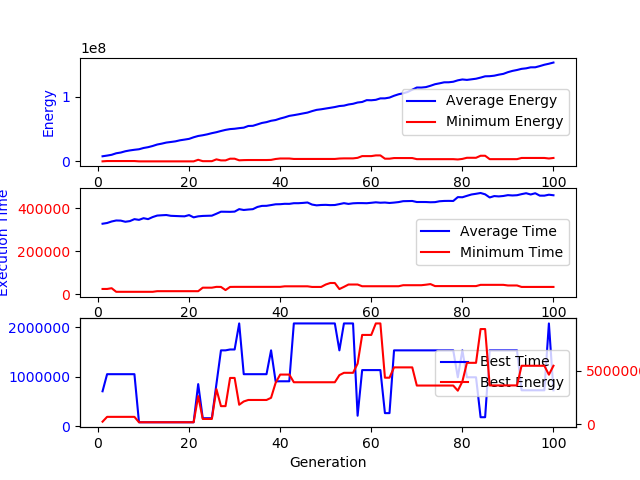 1e8
1
0
Energy
Average Energy
Minimum Energy
0 20 40 60 80 100
400000
200000
0
Execution Time
Average Time
Minimum Time
0 20 40 60 80 100
2000000
1000000
0
Best Time
Best Energy
5000000
0
0 20 40 60 80 100
Generation